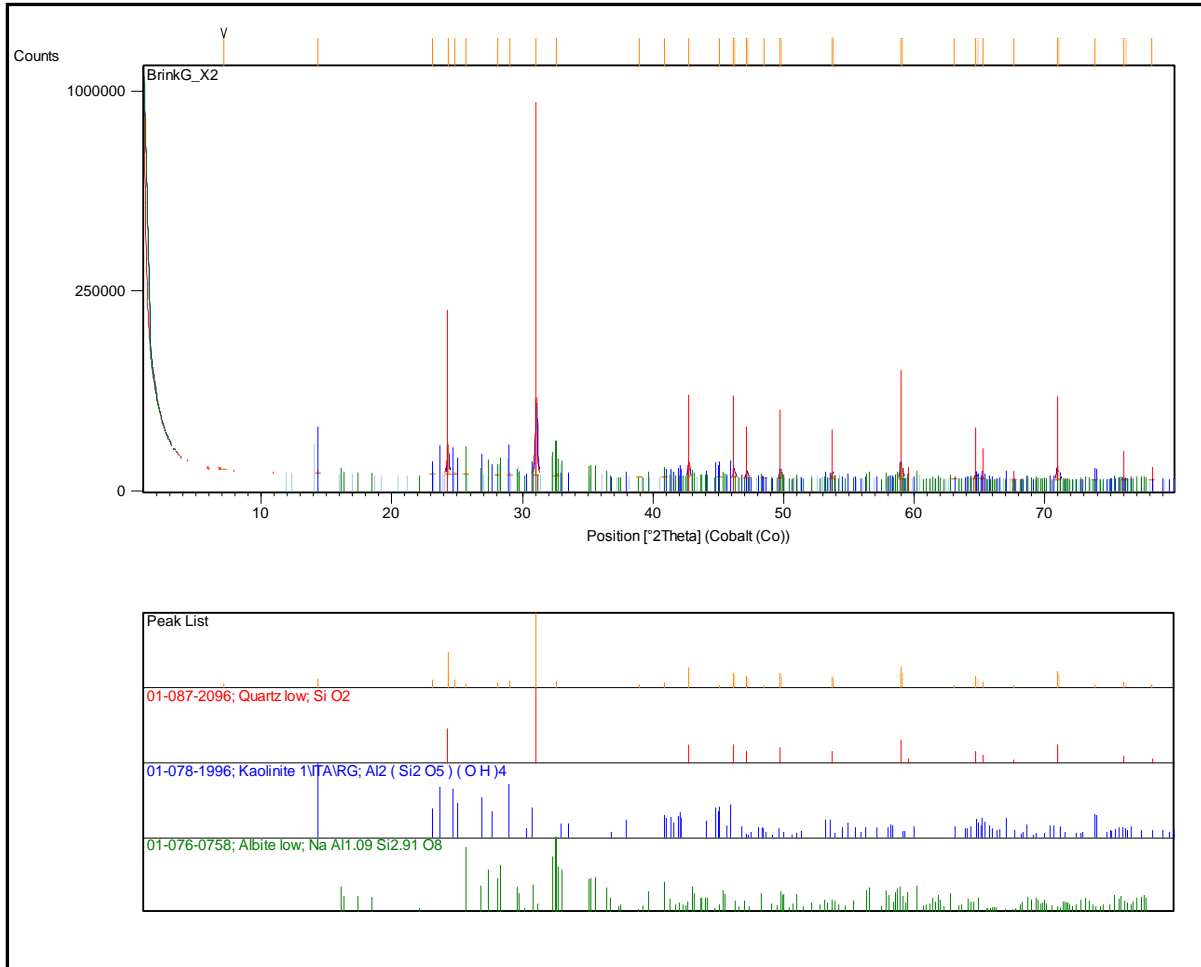 Counts
BrinkG_X2
1000000
250000
0
10 20 30 40 50 60 70
Position [°2Theta] (Cobalt (Co))
Peak List
01-087-2096; Quartz low; Si O2
01-078-1996; Kaolinite 1\ITA\RG; Al2 ( Si2 O5 ) ( O H )4
01-076-0758; Albite low; Na Al1.09 Si2.91 O8